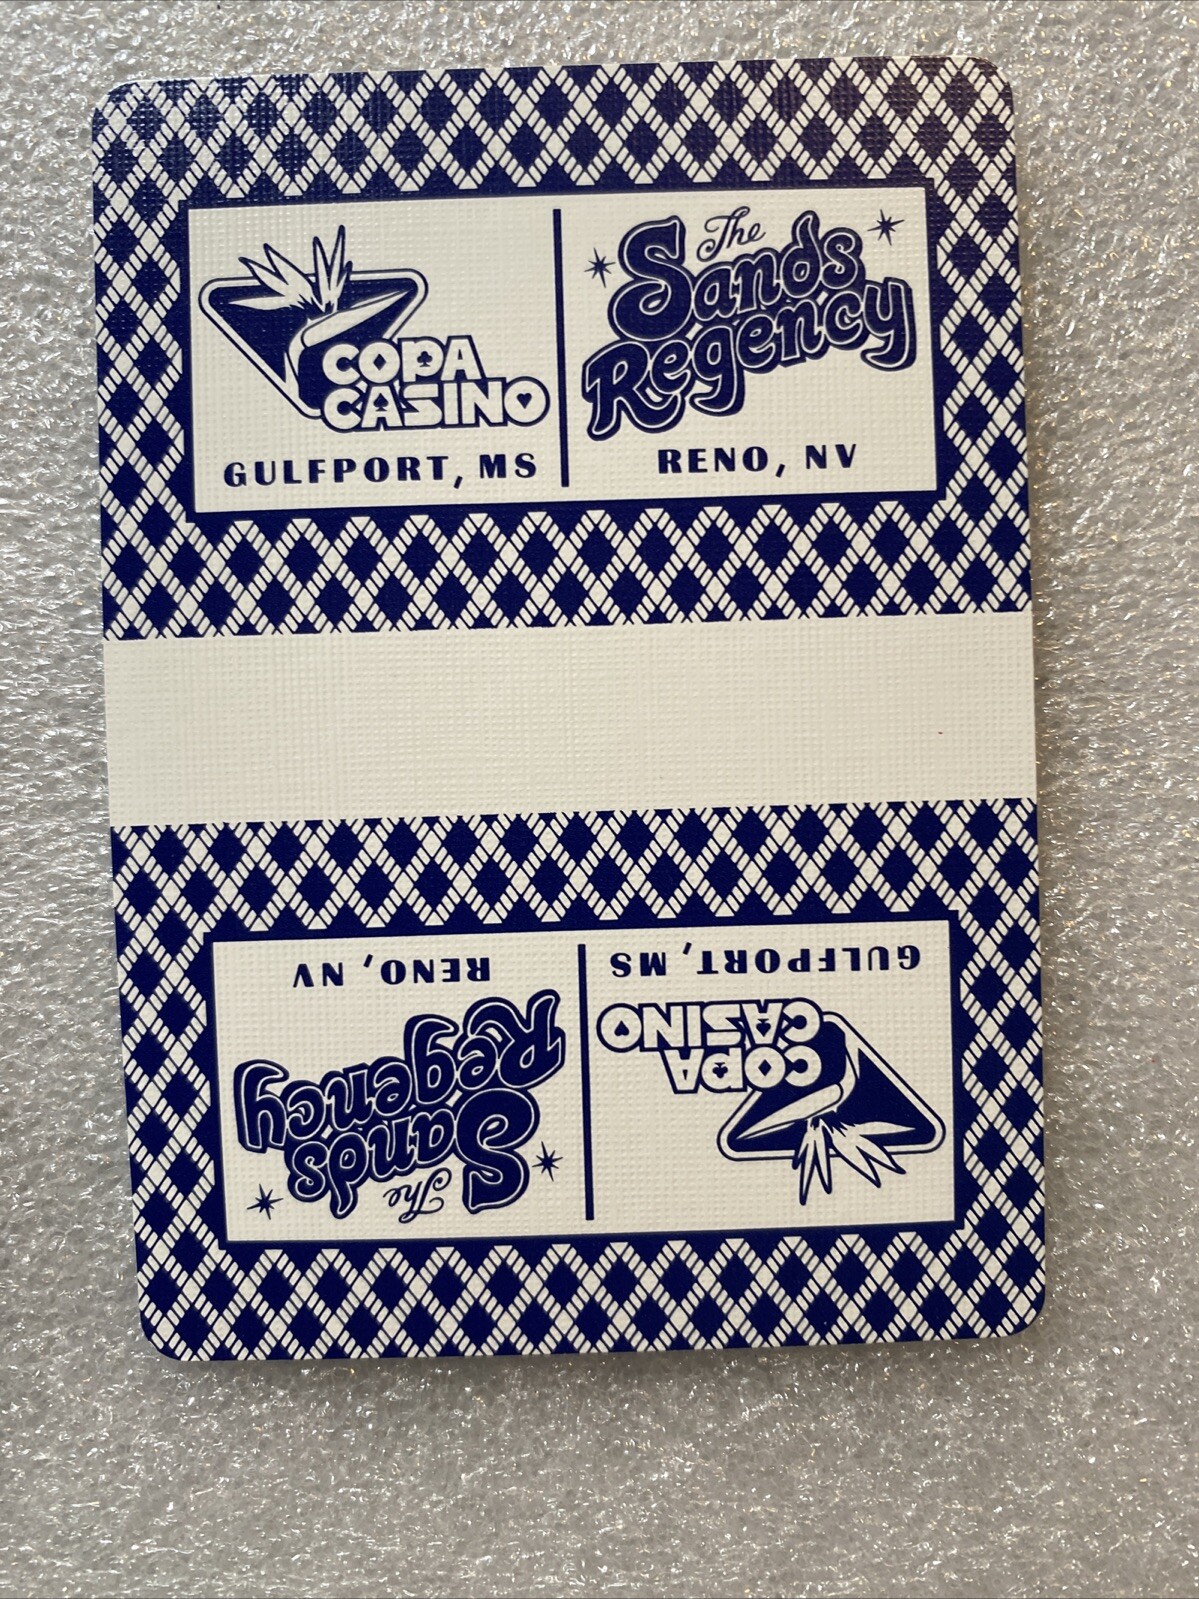 COPA
CASINO
GULFPORT, MS
The
Sands
Regency
RENO, NV
GULFPORT, MS
COPA
CASINO
RENO, NV
The
Sands
Regency